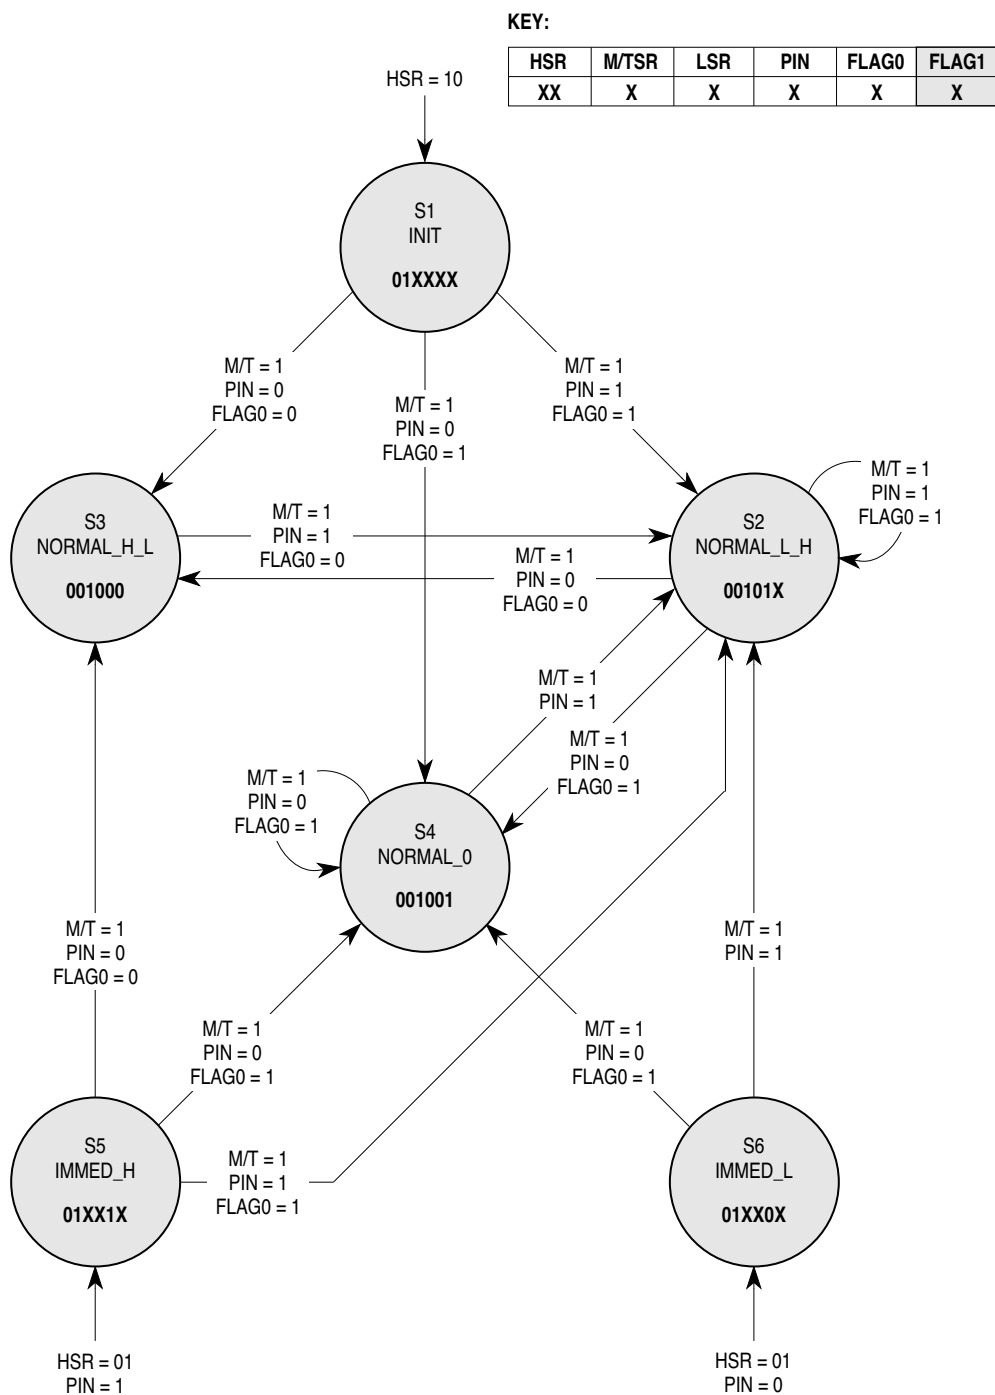 KEY:
HSR M/TSR LSR PIN FLAG0 FLAG1
XX X X X X X
HSR = 10
S1
INIT
01XXXX
M/T = 1
PIN = 0
FLAG0 = 0
M/T = 1
PIN = 0
FLAG0 = 1
M/T = 1
PIN = 1
FLAG0 = 1
S3
NORMAL_H_L
001000
M/T = 1
PIN = 1
FLAG0 = 0
M/T = 1
PIN = 0
FLAG0 = 0
S2
NORMAL_L_H
00101X
M/T = 1
PIN = 1
FLAG0 = 1
M/T = 1
PIN = 1
M/T = 1
PIN = 0
FLAG0 = 1
M/T = 1
PIN = 0
FLAG0 = 1
S4
NORMAL_0
001001
M/T = 1
PIN = 0
FLAG0 = 0
M/T = 1
PIN = 1
M/T = 1
PIN = 0
FLAG0 = 1
M/T = 1
PIN = 0
FLAG0 = 1
S5
IMMED_H
01XX1X
M/T = 1
PIN = 1
FLAG0 = 1
S6
IMMED_L
01XX0X
HSR = 01
PIN = 1
HSR = 01
PIN = 0